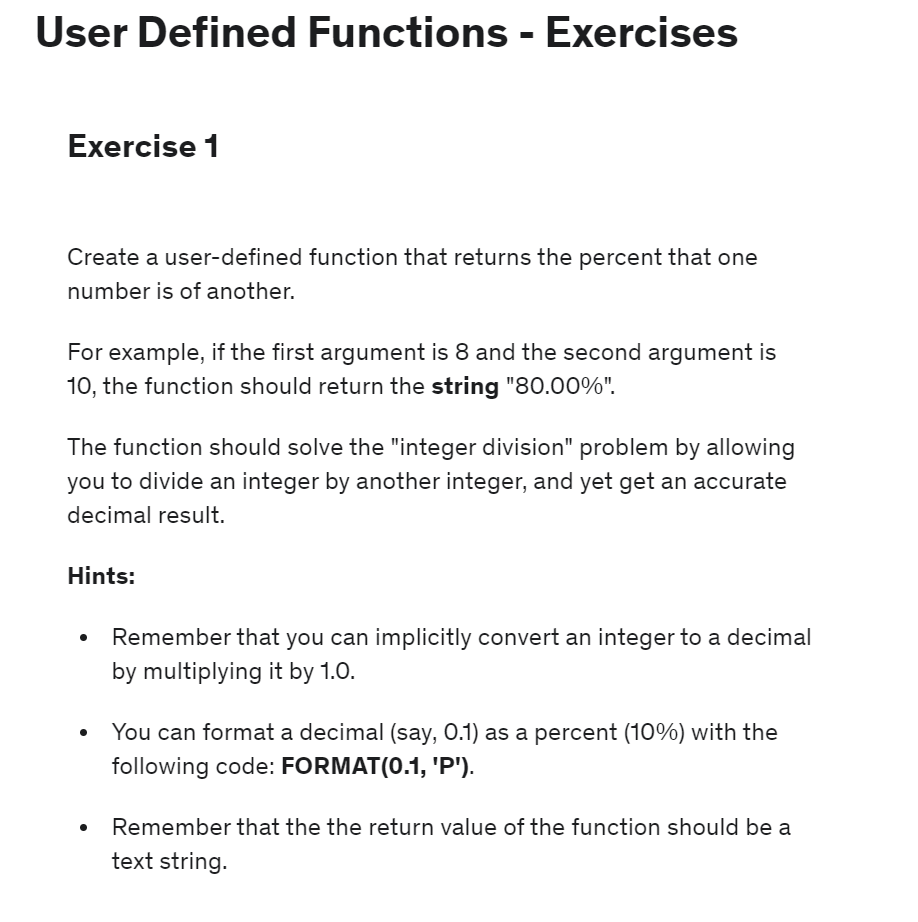 User Defined Functions - Exercises
Exercise 1
Create a user-defined function that returns the percent that one
number is of another.
For example, if the first argument is 8 and the second argument is
10, the function should return the string "80.00%".
The function should solve the "integer division" problem by allowing
you to divide an integer by another integer, and yet get an accurate
decimal result.
Hints:
• Remember that you can implicitly convert an integer to a decimal
by multiplying it by 1.0.
• You can format a decimal (say, 0.1) as a percent (10%) with the
following code: FORMAT(0.1, 'P').
• Remember that the the return value of the function should be a
text string.